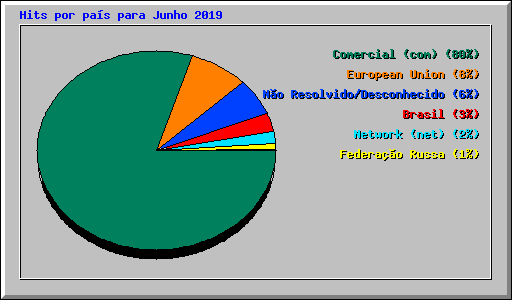 Hits por país para Junho 2019
Comercial (com) (80%)
European Union (8%)
Não Resolvido/Desconhecido (6%)
Brasil (3%)
Network (net) (2%)
Federação Russa (1%)